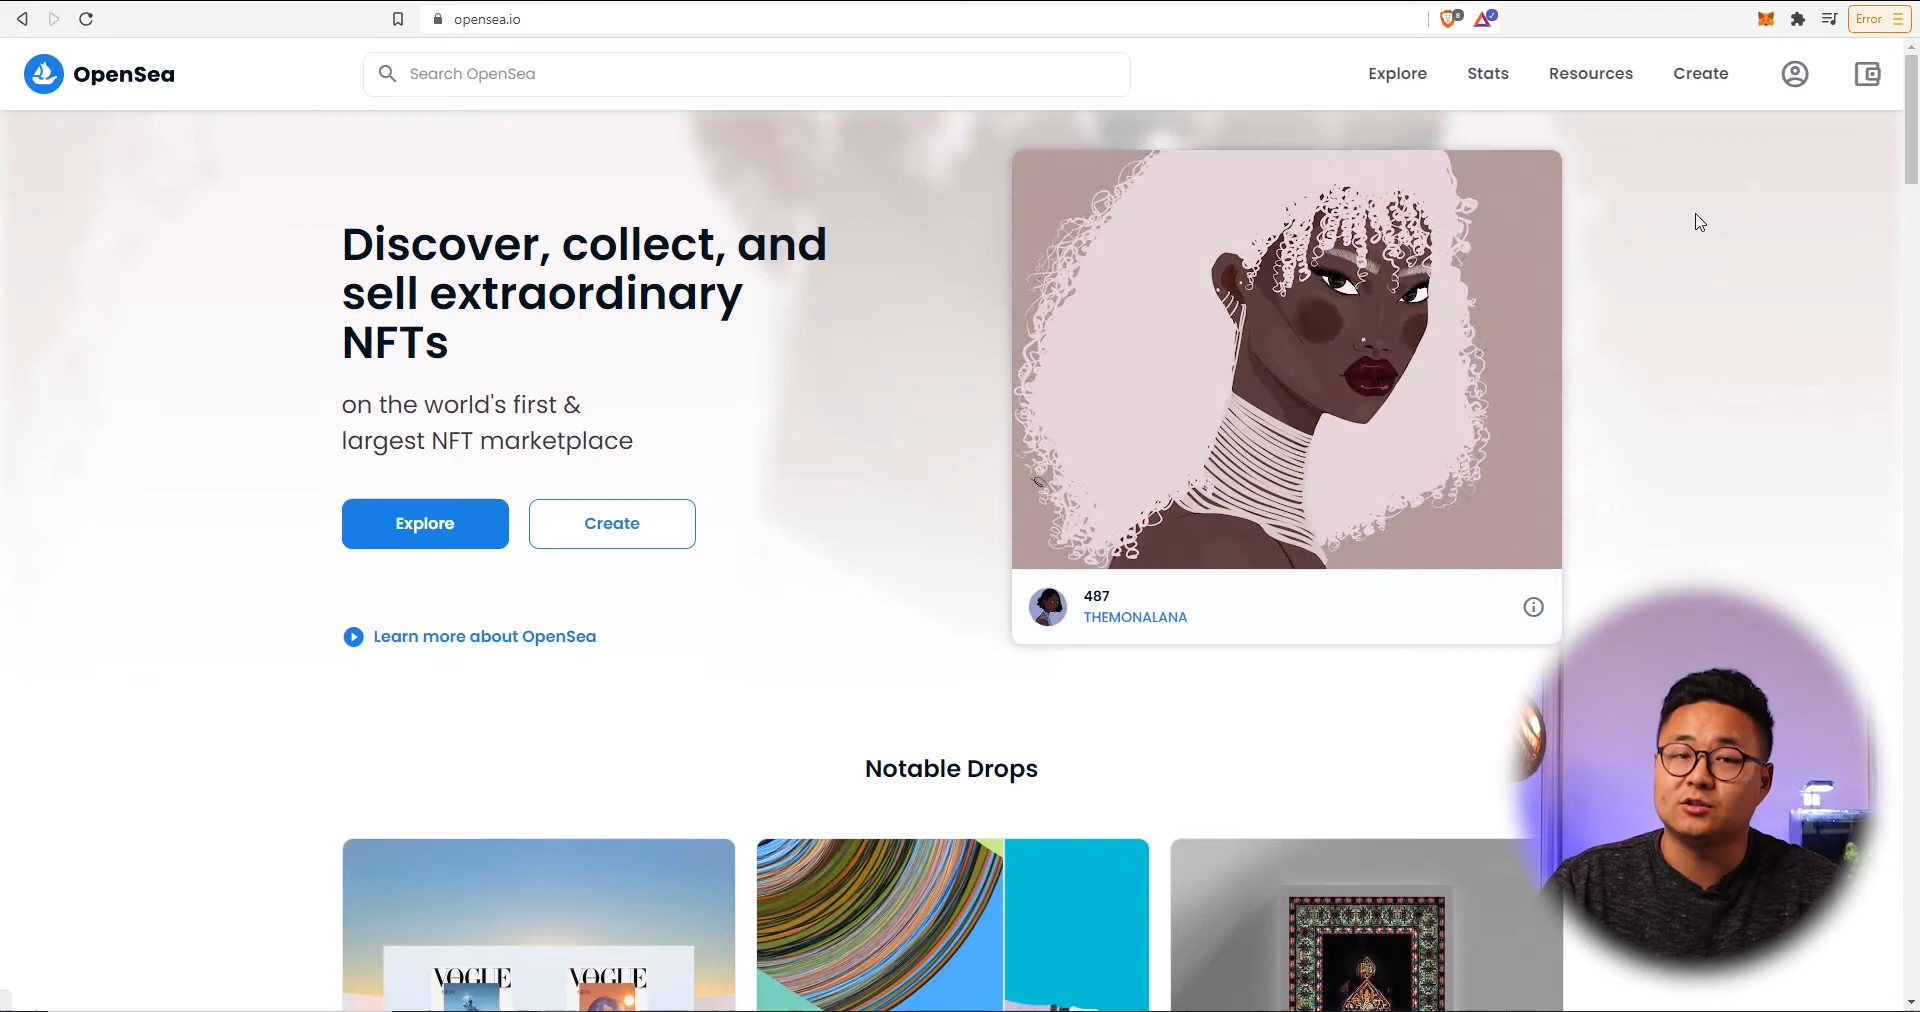 opensea.io
8
Error
OpenSea
Search OpenSea
Explore
Stats
Resources
Create
Discover, collect, and
sell extraordinary
NFTs
on the world's first &
largest NFT marketplace
Explore
Create
Learn more about OpenSea
487
THEMONALANA
Notable Drops
VOGUE
VOGUE